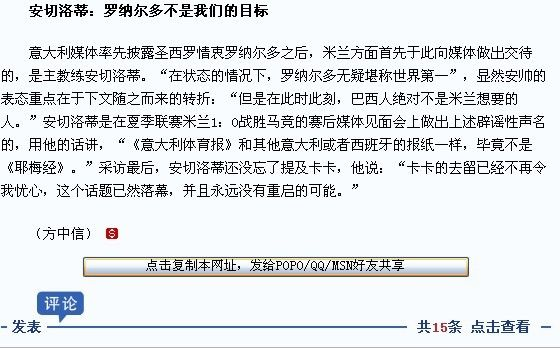 安切洛蒂：罗纳尔多不是我们的目标
意大利媒体率先披露圣西罗情衷罗纳尔多之后，米兰方面首先于此向媒体做出交待
的，是主教练安切洛蒂。“在状态的情况下，罗纳尔多无疑堪称世界第一”，显然安帅的
表态重点在于下文随之而来的转折：“但是在此时此刻，巴西人绝对不是米兰想要的
人。”安切洛蒂是在夏季联赛米兰1：0战胜马竞的赛后媒体见面会上做出上述辟谣性声名
的，用他的话讲，“《意大利体育报》和其他意大利或者西班牙的报纸一样，毕竟不是
《耶梅经》。”采访最后，安切洛蒂还没忘了提及卡卡，他说：“卡卡的去留已经不再令
我忧心，这个话题已然落幕，并且永远没有重启的可能。”
（方中信）
点击复制本网址，发给POPO/QQ/MSN好友共享
评论
发表 共15条 点击查看